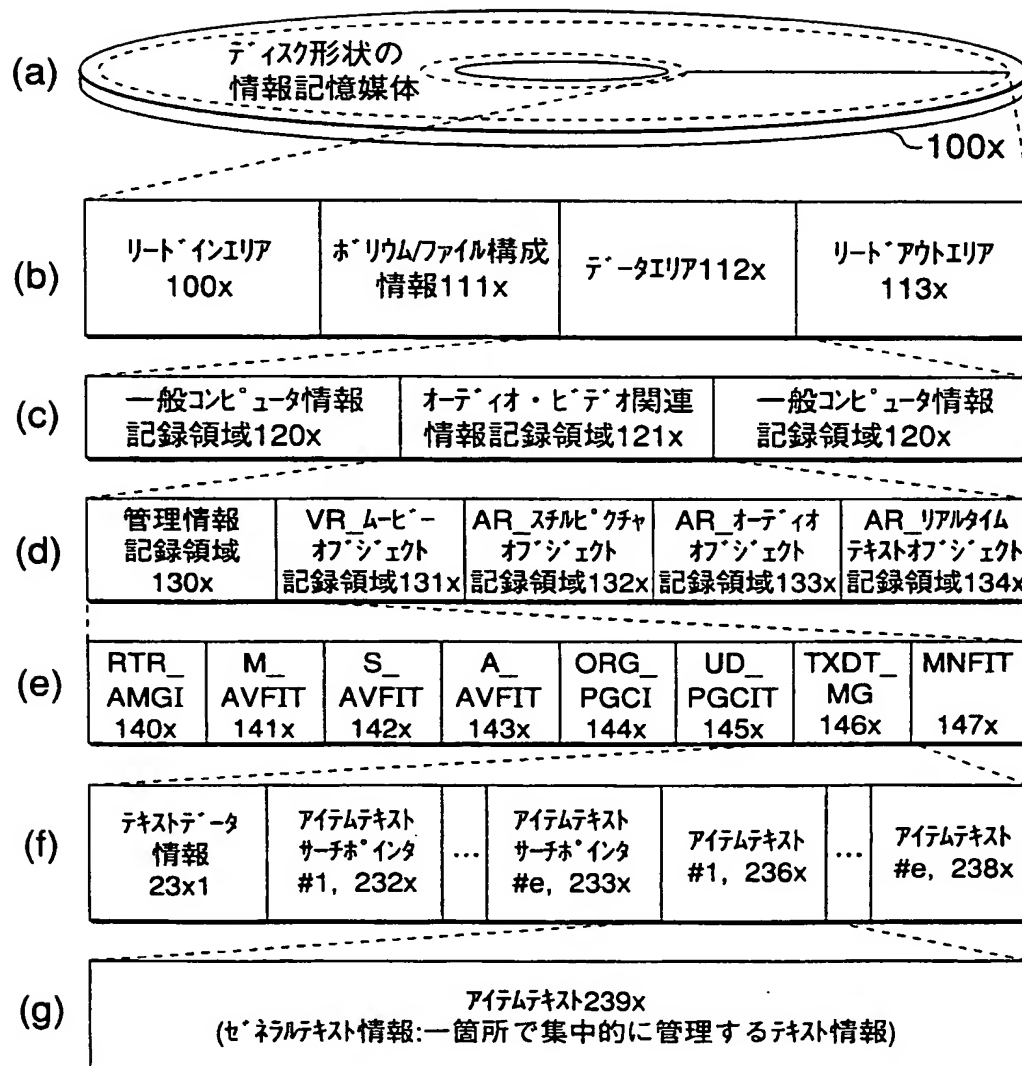 (a)
ディスク形状の
情報記憶媒体
100x
(b)
リードインエリア
100x
ボリウム/ファイル構成
情報111x
データエリア112x
リードアウトエリア
113x
(c)
一般コンピュータ情報
記録領域120x
オーディオ・ビデオ関連
情報記録領域121x
一般コンピュータ情報
記録領域120x
(d)
管理情報
記録領域
130x
VR_ムービー
オブジェクト
記録領域131x
AR_スチルピクチャ
オブジェクト
記録領域132x
AR_オーディオ
オブジェクト
記録領域133x
AR_リアルタイム
テキストオブジェクト
記録領域134x
(e)
RTR_
AMGI
140x
M_
AVFIT
141x
S_
AVFIT
142x
A_
AVFIT
143x
ORG_
PGCI
144x
UD_
PGCIT
145x
TXDT_
MG
146x
MNFIT
147x
(f)
テキストデータ
情報
23x1
アイテムテキスト
サーチポインタ
#1, 232x
...
アイテムテキスト
サーチポインタ
#e, 233x
アイテムテキスト
#1, 236x
...
アイテムテキスト
#e, 238x
(g)
アイテムテキスト239x
(ゼネラルテキスト情報:一箇所で集中的に管理するテキスト情報)